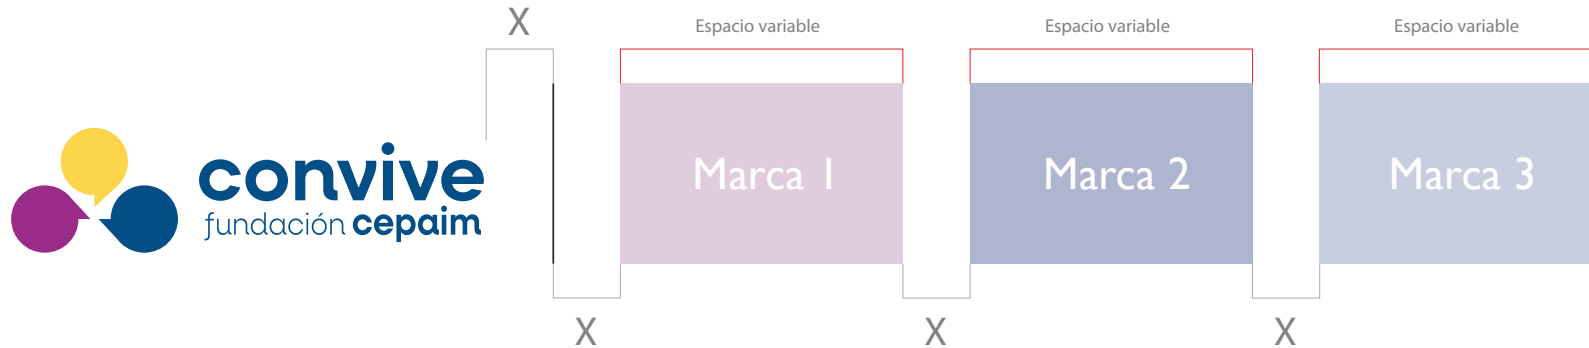 X
Espacio variable
Espacio variable
Espacio variable
convive
fundación cepaim
Marca 1
Marca 2
Marca 3
X
X
X